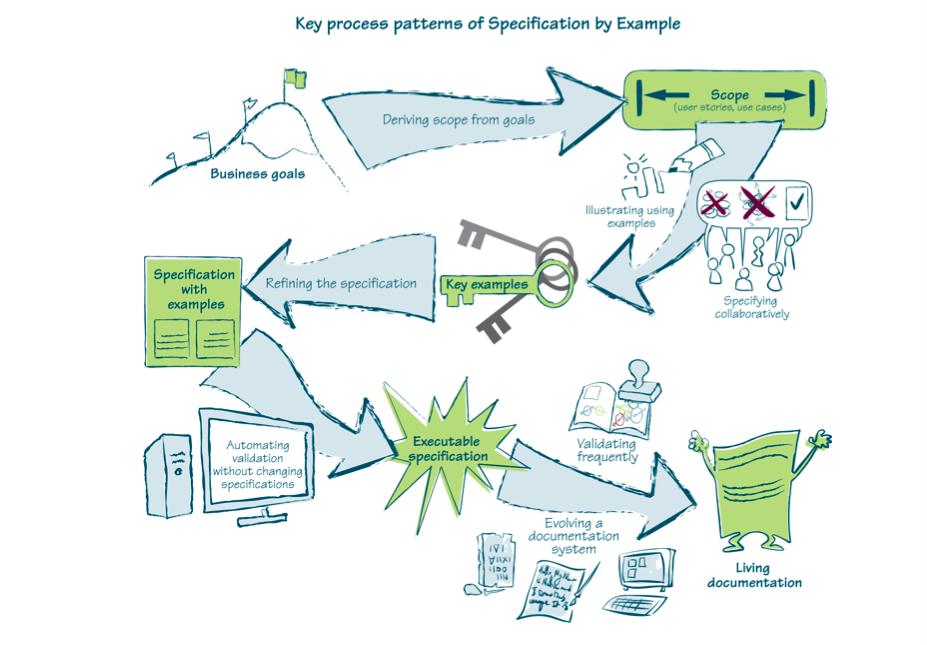 Key process patterns of Specification by Example
Deriving scope from goals
Scope
(user stories, use cases)
Business goals
Illustrating using
examples
Specifying
collaboratively
Key examples
Refining the specification
Specification
with
examples
Automating
validation
without changing
specifications
Executable
specification
Validating
frequently
Evolving a
documentation
system
Living
documentation